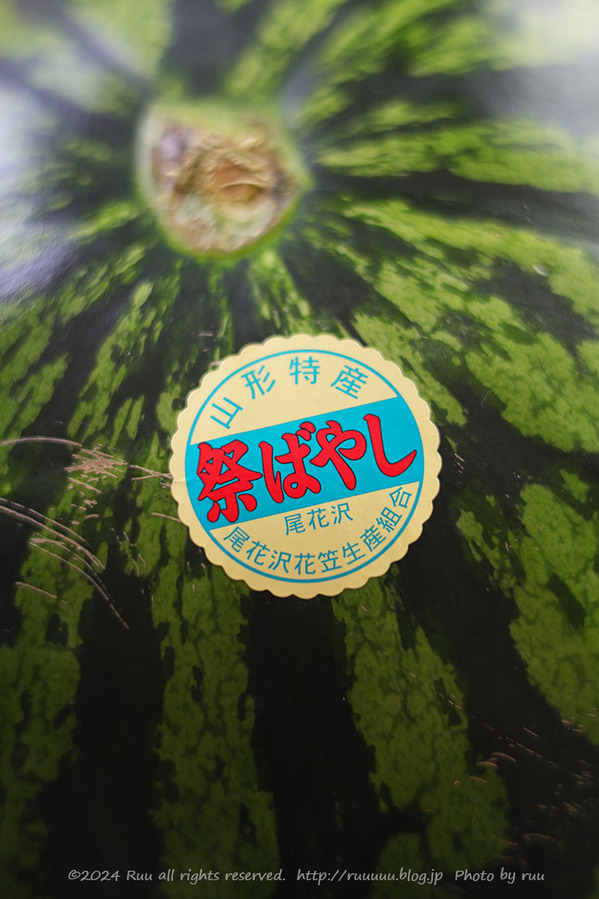 山形特産
祭ばやし
尾花沢
尾花沢花笠生産組合
©2024 Ruu all rights reserved. http://ruuuuu.blog.jp Photo by ruu